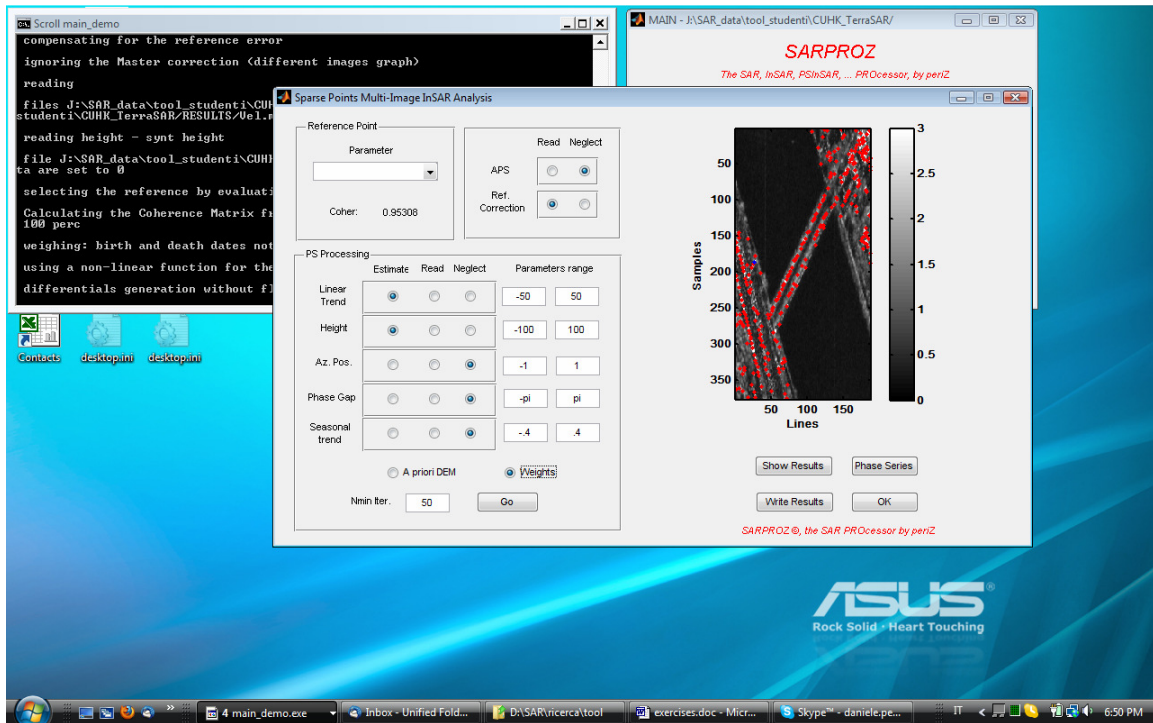 Scroll main_demo
compensating for the reference error
ignoring the Master correction (different images graph)
reading
files J:\SAR_data\tool_studenti\CUH
studenti\CUHK_TerraSAR/RESULTS/Vel.m
reading height - synt height
file J:\SAR_data\tool_studenti\CUHK
ta are set to 0
selecting the reference by evaluati
Calculating the Coherence Matrix fr
100 perc
weighing: birth and death dates not
using a non-linear function for the
differentials generation without fl
MAIN - J:\SAR_data\tool_studenti\CUHK_TerraSAR/
SARPROZ
The SAR, InSAR, PSInSAR, ... PROcessor, by periZ
Sparse Points Multi-Image InSAR Analysis
Reference Point
Parameter
Coher: 0.95308
Read Neglect
APS
Ref.
Correction
PS Processing
Estimate Read Neglect Parameters range
Linear
Trend -50 50
Height -100 100
Az. Pos. -1 1
Phase Gap -pi pi
Seasonal
trend -.4 .4
A priori DEM Weights
Nmin Iter. 50 Go
Samples
50
100
150
200
250
300
350
50 100 150
Lines
3
2.5
2
1.5
1
0.5
0
Show Results Phase Series
Write Results OK
SARPROZ ©, the SAR PROcessor by periZ
Contacts desktop.ini desktop.ini
ASUS®
Rock Solid · Heart Touching
4 main_demo.exe Inbox - Unified Fold... D:\SAR\ricerca\tool exercises.doc - Micr... Skype™ - daniele.pe... IT 6:50 PM